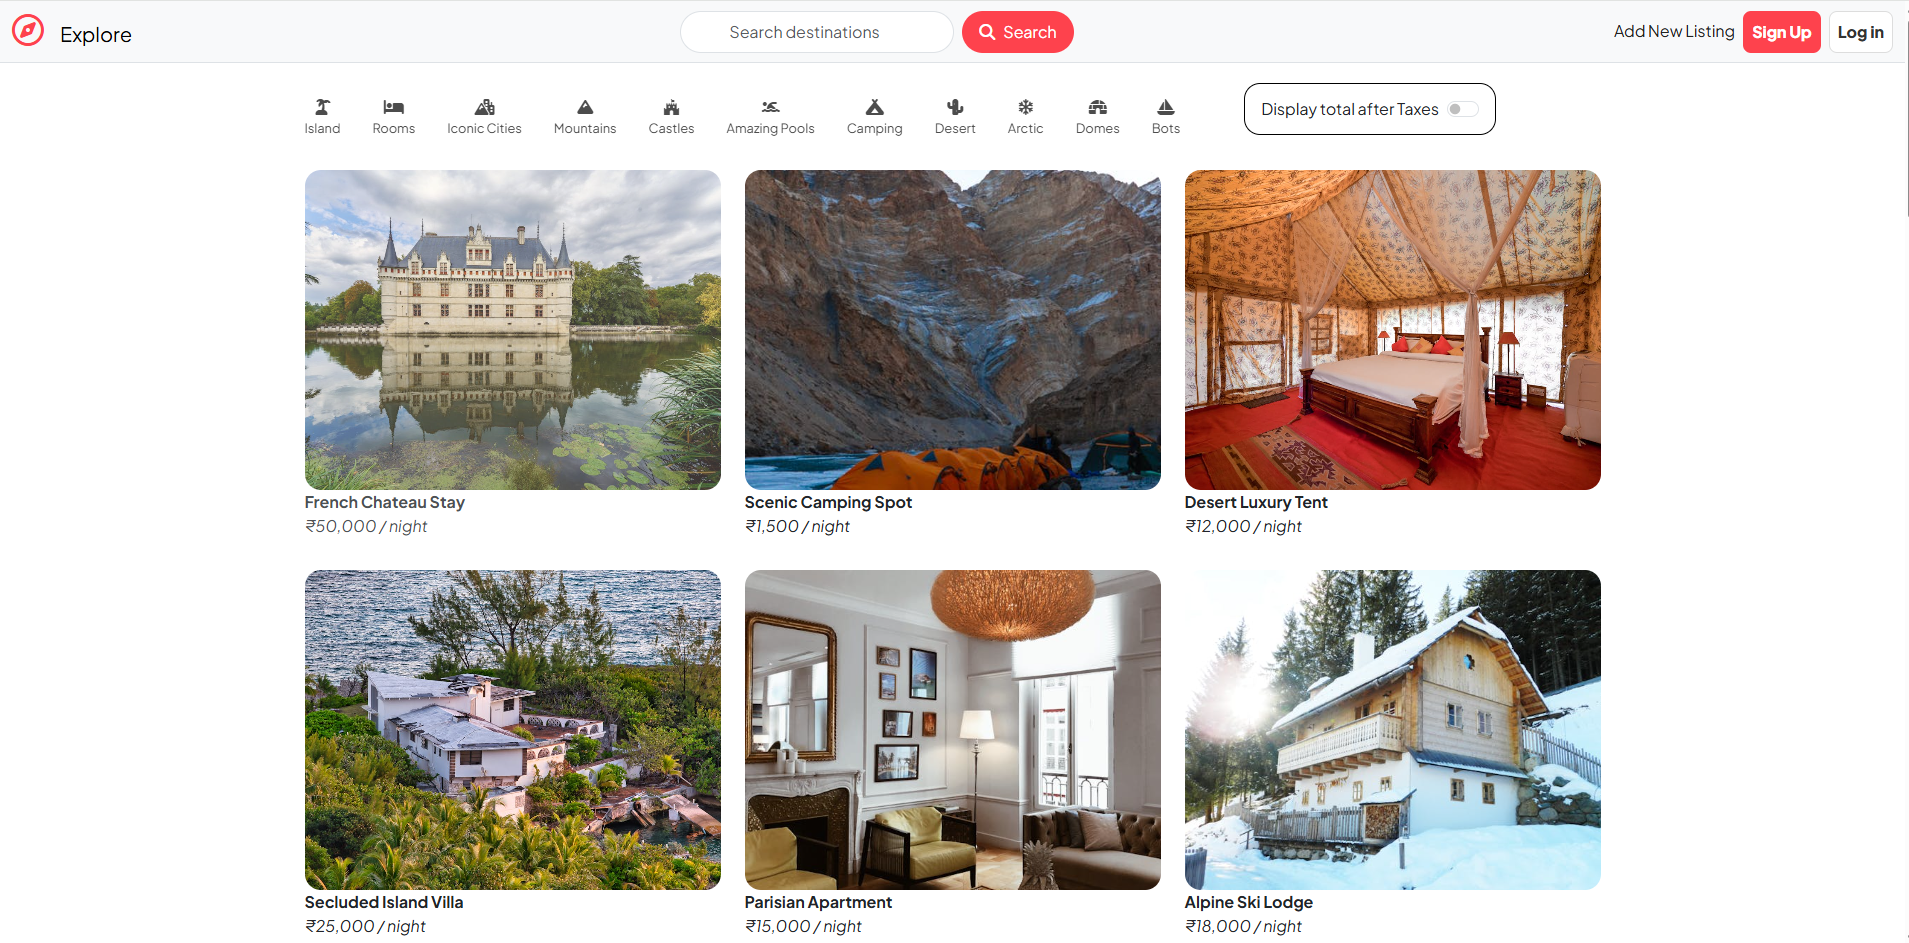 Explore
Search destinations
Search
Add New Listing
Sign Up
Log in
Island
Rooms
Iconic Cities
Mountains
Castles
Amazing Pools
Camping
Desert
Arctic
Domes
Bots
Display total after Taxes
French Chateau Stay
₹50,000 / night
Scenic Camping Spot
₹1,500 / night
Desert Luxury Tent
₹12,000 / night
Secluded Island Villa
₹25,000 / night
Parisian Apartment
₹15,000 / night
Alpine Ski Lodge
₹18,000 / night